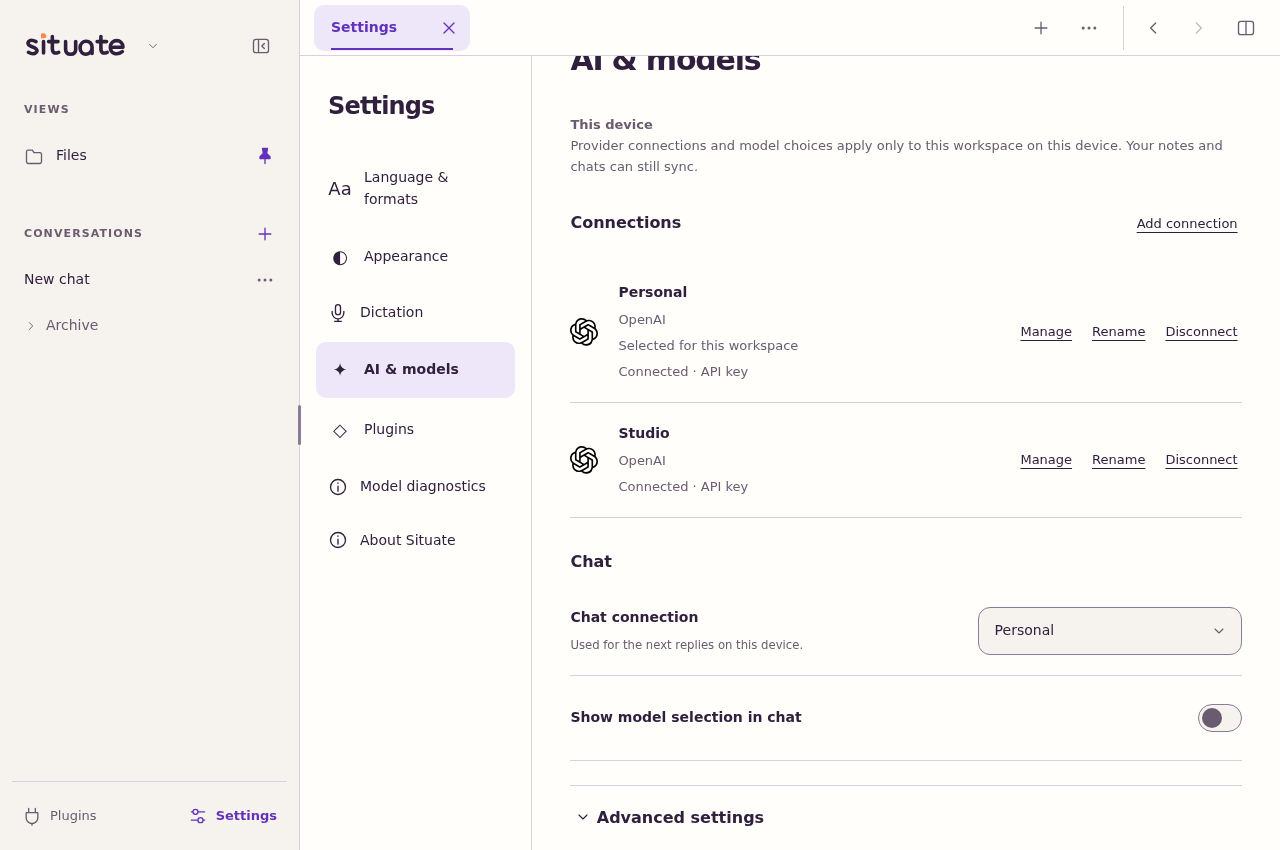 situate
VIEWS
Files
CONVERSATIONS
New chat
Archive
Plugins
Settings
Settings
Settings
Aa
Language &
formats
Appearance
Dictation
AI & models
Plugins
Model diagnostics
About Situate
AI & models
This device
Provider connections and model choices apply only to this workspace on this device. Your notes and
chats can still sync.
Connections
Add connection
Personal
OpenAI
Selected for this workspace
Connected · API key
Manage Rename Disconnect
Studio
OpenAI
Connected · API key
Manage Rename Disconnect
Chat
Chat connection
Used for the next replies on this device.
Personal
Show model selection in chat
Advanced settings